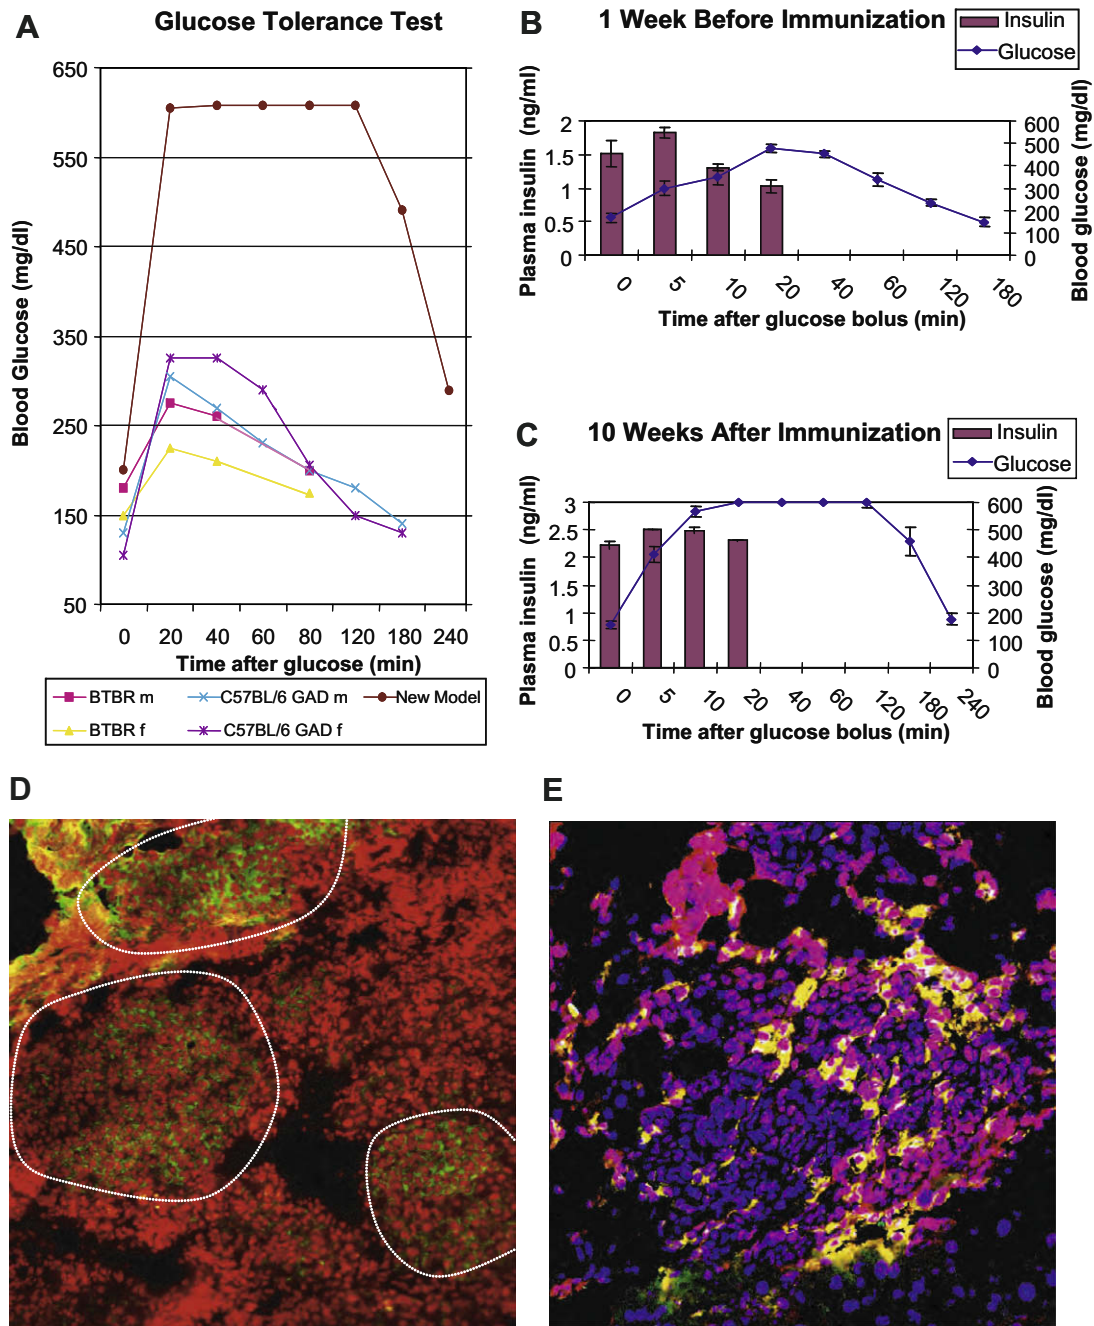 A
Glucose Tolerance Test
650
550
450
350
250
150
50
Blood Glucose (mg/dl)
0 20 40 60 80 120 180 240
Time after glucose (min)
BTBR m
C57BL/6 GAD m
New Model
BTBR f
C57BL/6 GAD f
B
1 Week Before Immunization
Insulin
Glucose
Plasma insulin (ng/ml)
2
1.5
1
0.5
0
600
500
400
300
200
100
0
Blood glucose (mg/dl)
0 5 10 20 40 60 120 180
Time after glucose bolus (min)
C
10 Weeks After Immunization
Insulin
Glucose
Plasma insulin (ng/ml)
3
2.5
2
1.5
1
0.5
0
600
500
400
300
200
100
0
Blood glucose (mg/dl)
0 5 10 20 40 60 120 180 240
Time after glucose bolus (min)
D
E